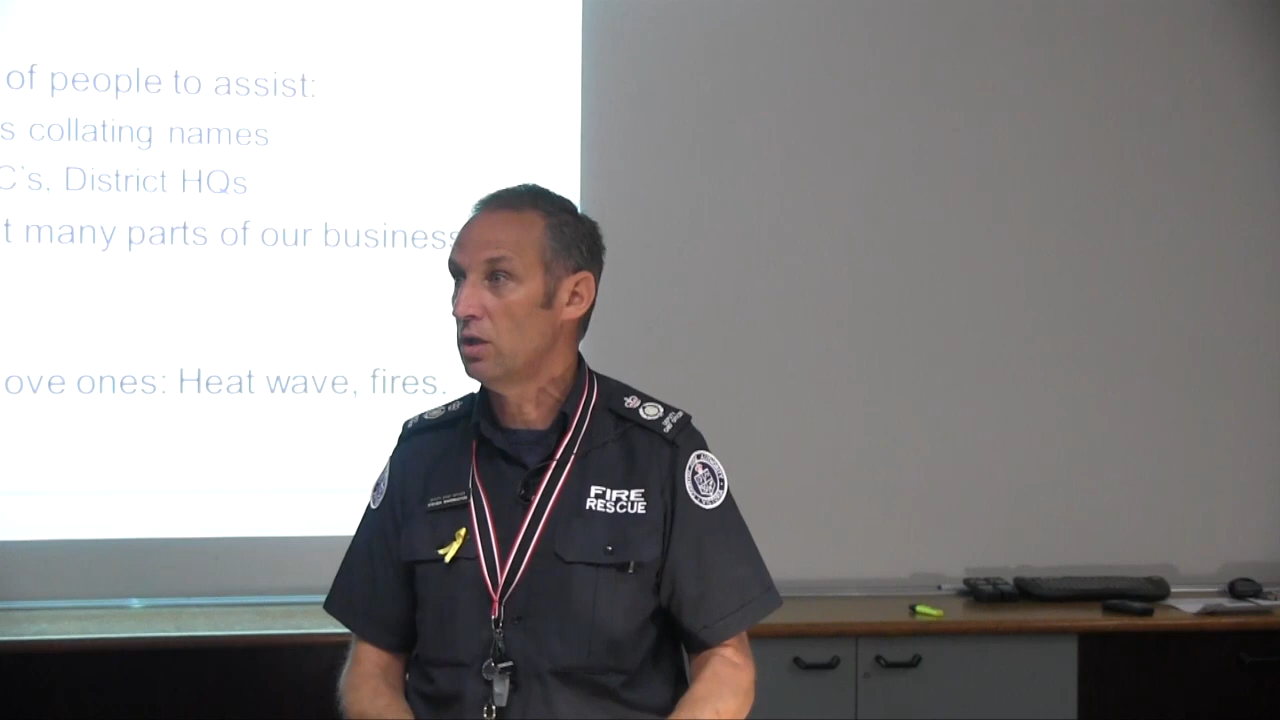 of people to assist:
s collating names
C's, District HQs
t many parts of our business
ove ones: Heat wave, fires.
FIRE
RESCUE